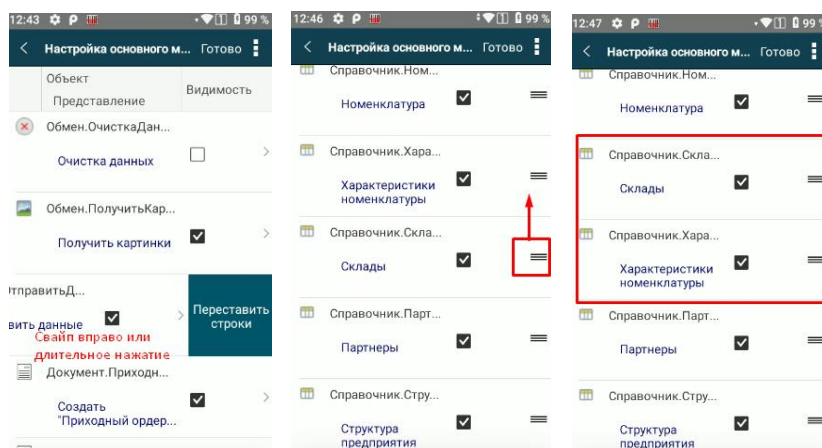 12:43 99 %
Настройка основного м... Готово
Объект
Представление
Видимость
Обмен.ОчисткаДан...
Очистка данных
Обмен.ПолучитьКар...
Получить картинки
тправитьД...
вить данные
Переставить
строки
Свайп вправо или
длительное нажатие
Документ.Приходн...
Создать
"Приходный ордер...
12:46 99 %
Настройка основного м... Готово
Справочник.Ном...
Номенклатура
Справочник.Хара...
Характеристики
номенклатуры
Справочник.Скла...
Склады
Справочник.Парт...
Партнеры
Справочник.Стру...
Структура
предприятия
12:47 99 %
Настройка основного м... Готово
Справочник.Ном...
Номенклатура
Справочник.Скла...
Склады
Справочник.Хара...
Характеристики
номенклатуры
Справочник.Парт...
Партнеры
Справочник.Стру...
Структура
предприятия